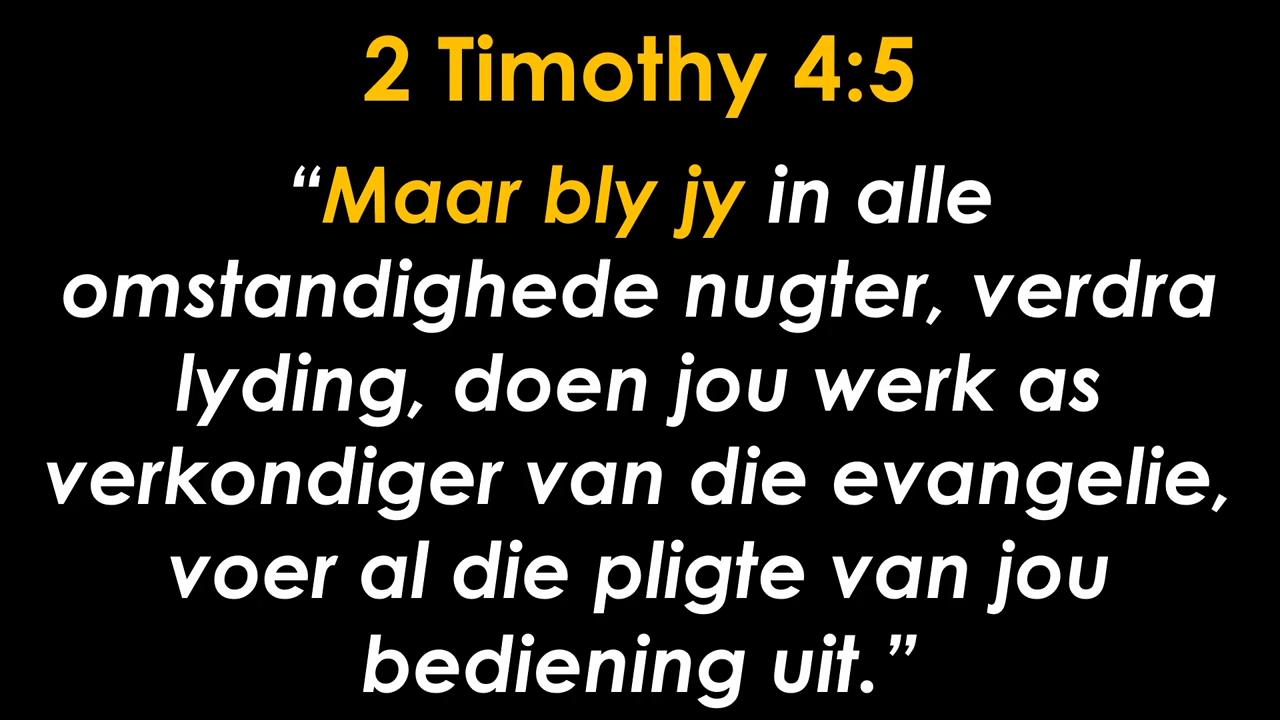 2 Timothy 4:5
“Maar bly jy in alle
omstandighede nugter, verdra
lyding, doen jou werk as
verkondiger van die evangelie,
voer al die pligte van jou
bediening uit.”